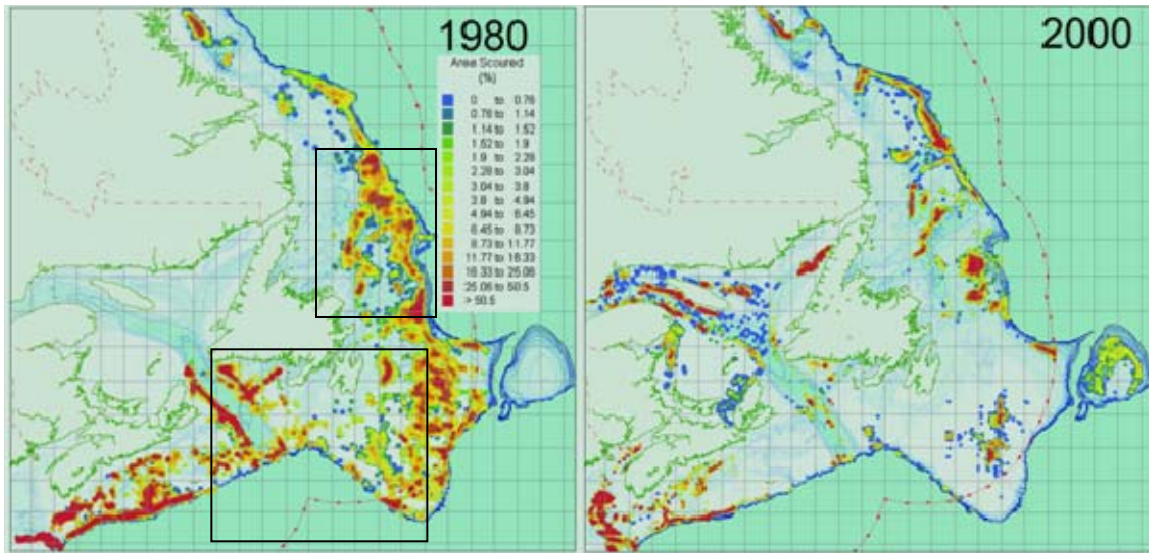 1980
Area Scoured
(%)
0 to 0.76
0.76 to 1.14
1.14 to 1.52
1.52 to 1.9
1.9 to 2.28
2.28 to 3.04
3.04 to 3.8
3.8 to 4.94
4.94 to 6.45
6.45 to 8.73
8.73 to 11.77
11.77 to 16.33
16.33 to 25.06
25.06 to 50.5
> 50.5
2000